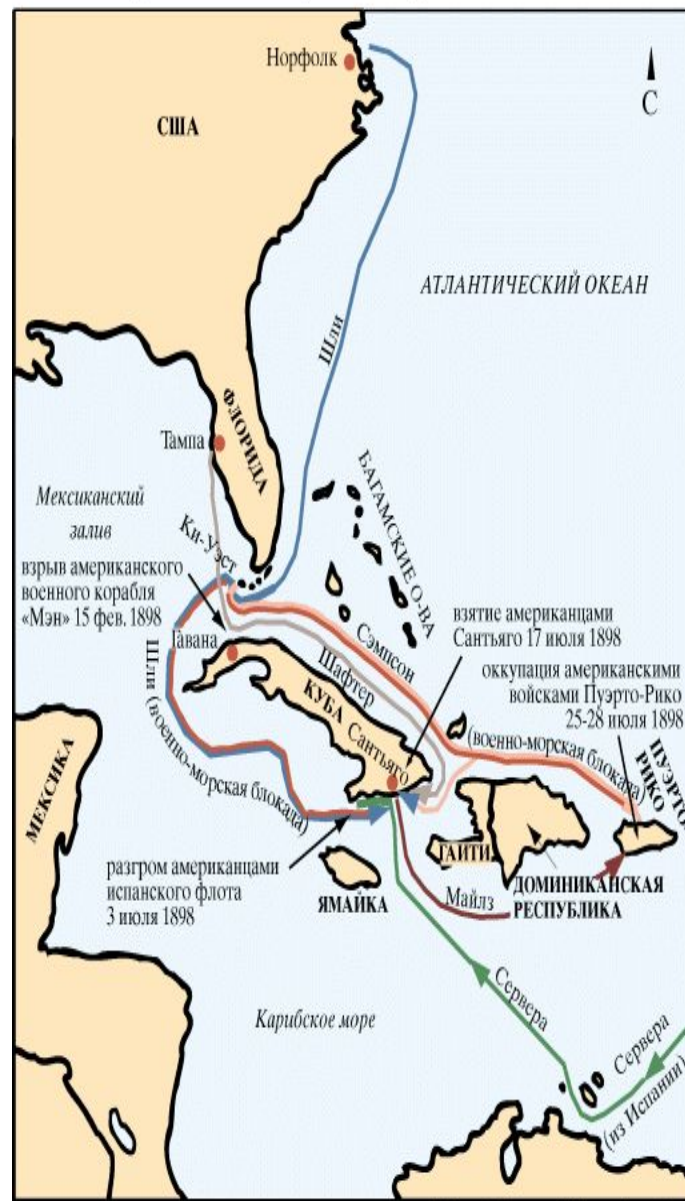 Норфолк
С
США
АТЛАНТИЧЕСКИЙ ОКЕАН
Шли
ФЛОРИДА
Тампа
БАГАМСКИЕ О-ВА
Мексиканский
залив
Ки-Уэст
взрыв американского
военного корабля
«Мэн» 15 фев. 1898
взятие американцами
Сантьяго 17 июля 1898
Гавана
Сэмпсон
Шафтер
оккупация американскими
войсками Пуэрто-Рико
25-28 июля 1898
КУБА
Сантьяго
Шли (военно-морская блокада)
(военно-морская блокада)
ПУЭРТО-
РИКО
МЕКСИКА
ГАИТИ
разгром американцами
испанского флота
3 июля 1898
ЯМАЙКА
Майлз
ДОМИНИКАНСКАЯ
РЕСПУБЛИКА
Сервера
Карибское море
Сервера
(из Испании)